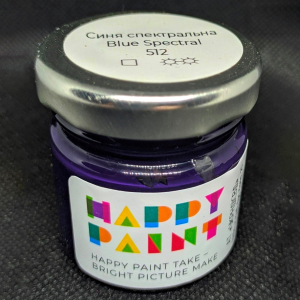 Синя спектральна
Blue Spectral
512
HAPPY
PAINT
HAPPY PAINT TAKE –
BRIGHT PICTURE MAKE